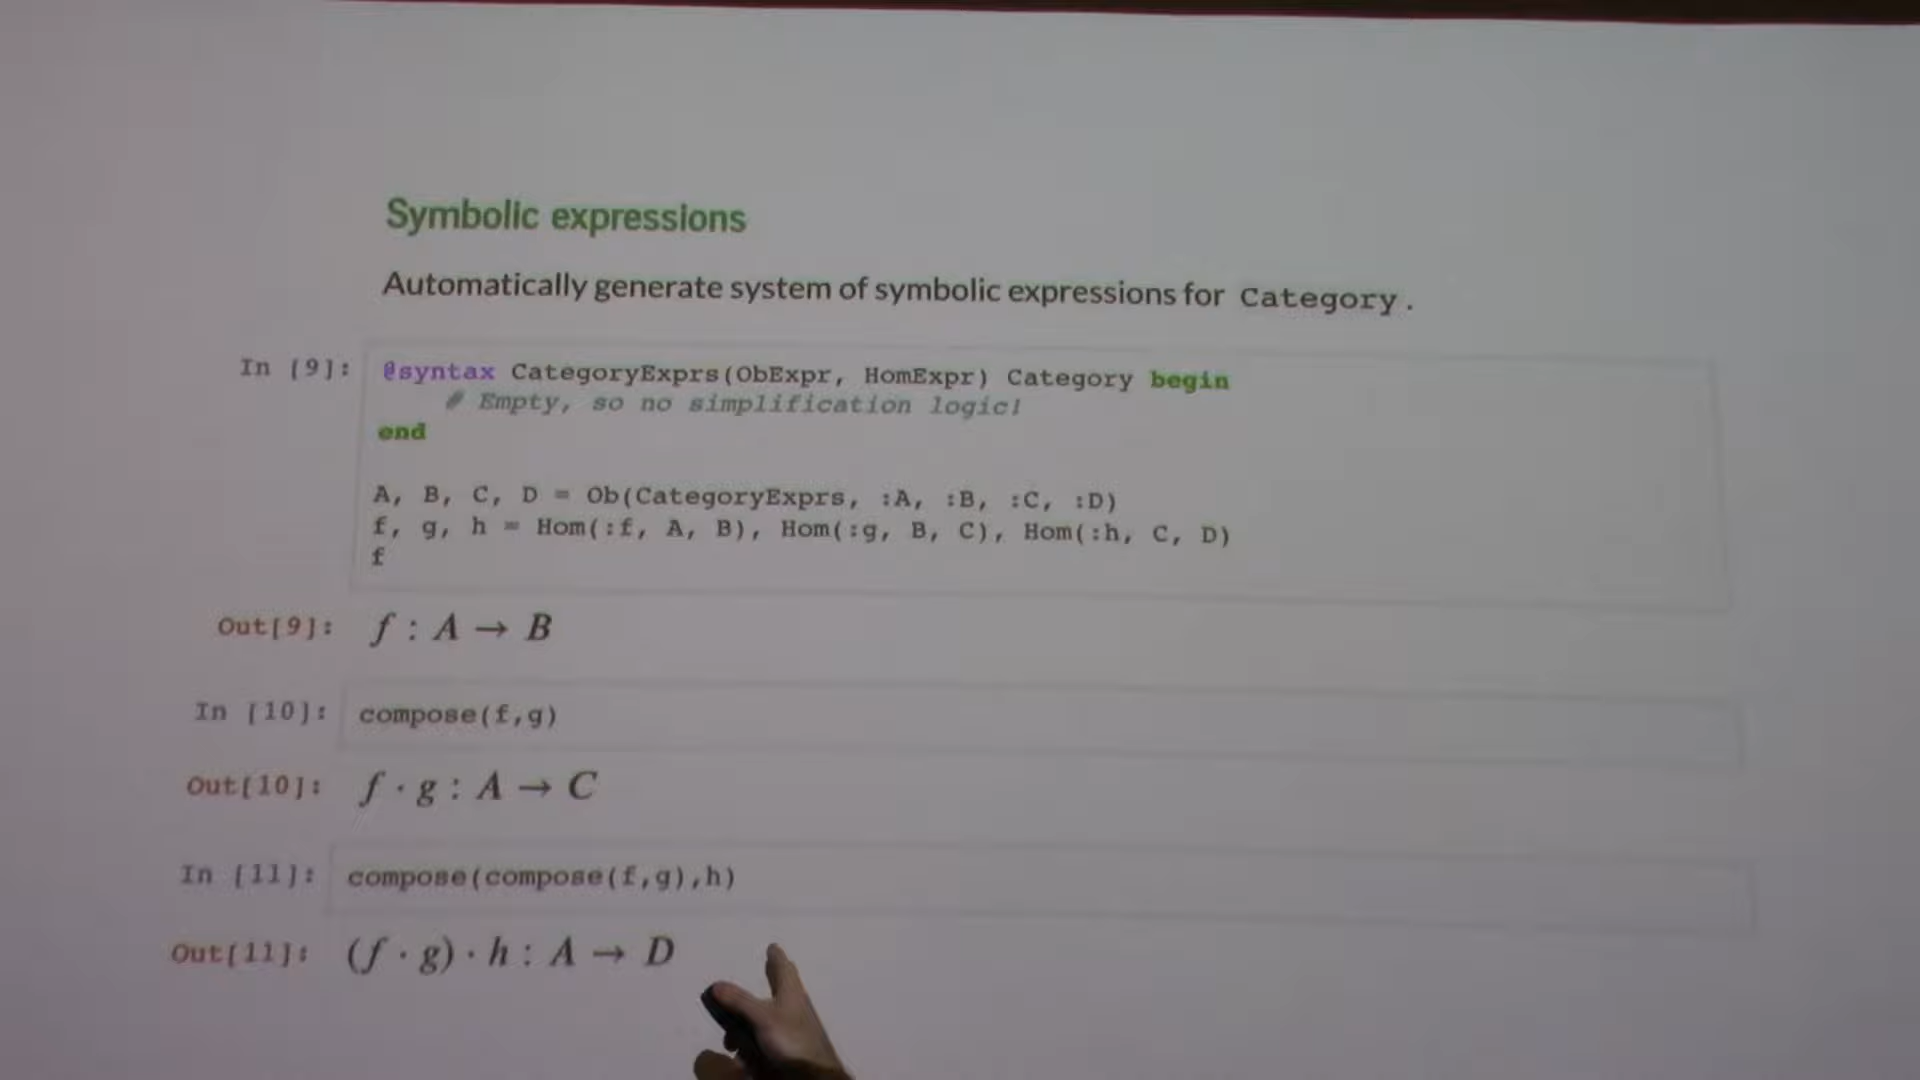 Symbolic expressions
Automatically generate system of symbolic expressions for Category.
In [9]: @syntax CategoryExprs(ObExpr, HomExpr) Category begin
# Empty, so no simplification logic!
end
A, B, C, D = Ob(CategoryExprs, :A, :B, :C, :D)
f, g, h = Hom(:f, A, B), Hom(:g, B, C), Hom(:h, C, D)
f
Out[9]: f : A → B
In [10]: compose(f,g)
Out[10]: f · g : A → C
In [11]: compose(compose(f,g),h)
Out[11]: (f · g) · h : A → D